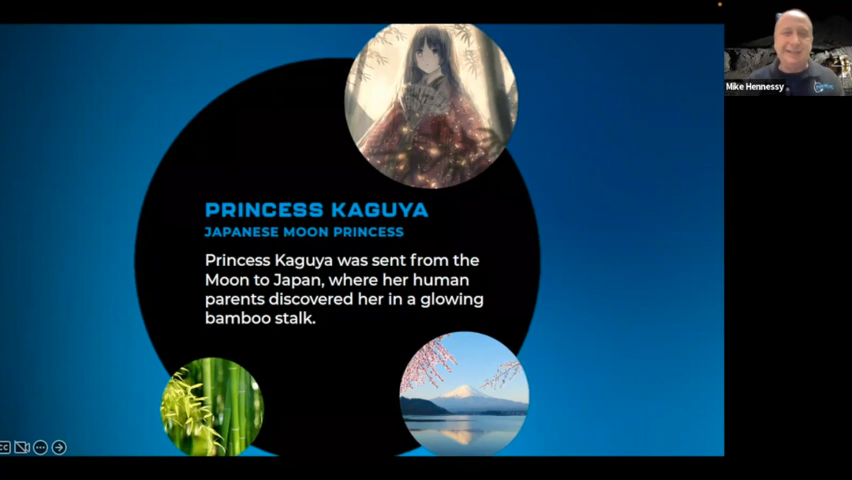 PRINCESS KAGUYA
JAPANESE MOON PRINCESS
Princess Kaguya was sent from the
Moon to Japan, where her human
parents discovered her in a glowing
bamboo stalk.
Mike Hennessy
CC